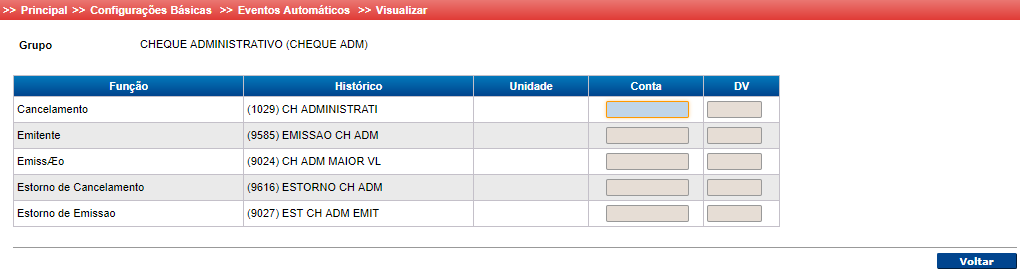 >> Principal >> Configurações Básicas >> Eventos Automáticos >> Visualizar
Grupo CHEQUE ADMINISTRATIVO (CHEQUE ADM)
Função Histórico Unidade Conta DV
Cancelamento (1029) CH ADMINISTRATI
Emitente (9585) EMISSAO CH ADM
EmissÆo (9024) CH ADM MAIOR VL
Estorno de Cancelamento (9616) ESTORNO CH ADM
Estorno de Emissao (9027) EST CH ADM EMIT
Voltar